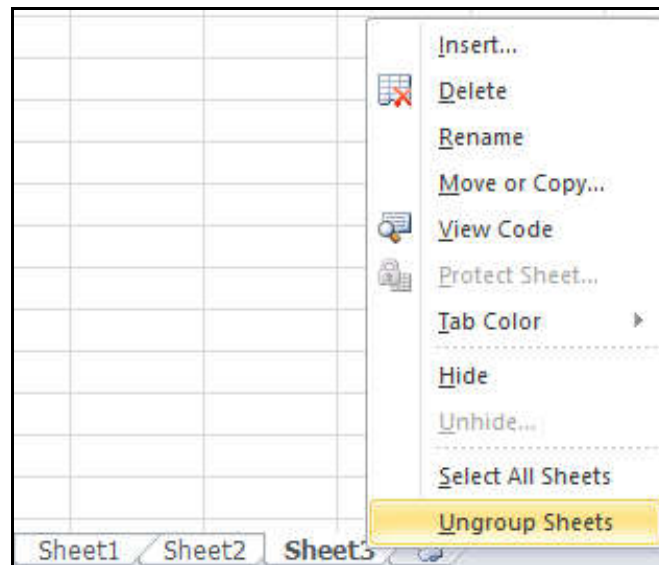 Insert...
Delete
Rename
Move or Copy...
View Code
Protect Sheet...
Tab Color
Hide
Unhide...
Select All Sheets
Ungroup Sheets
Sheet1 Sheet2 Sheet3